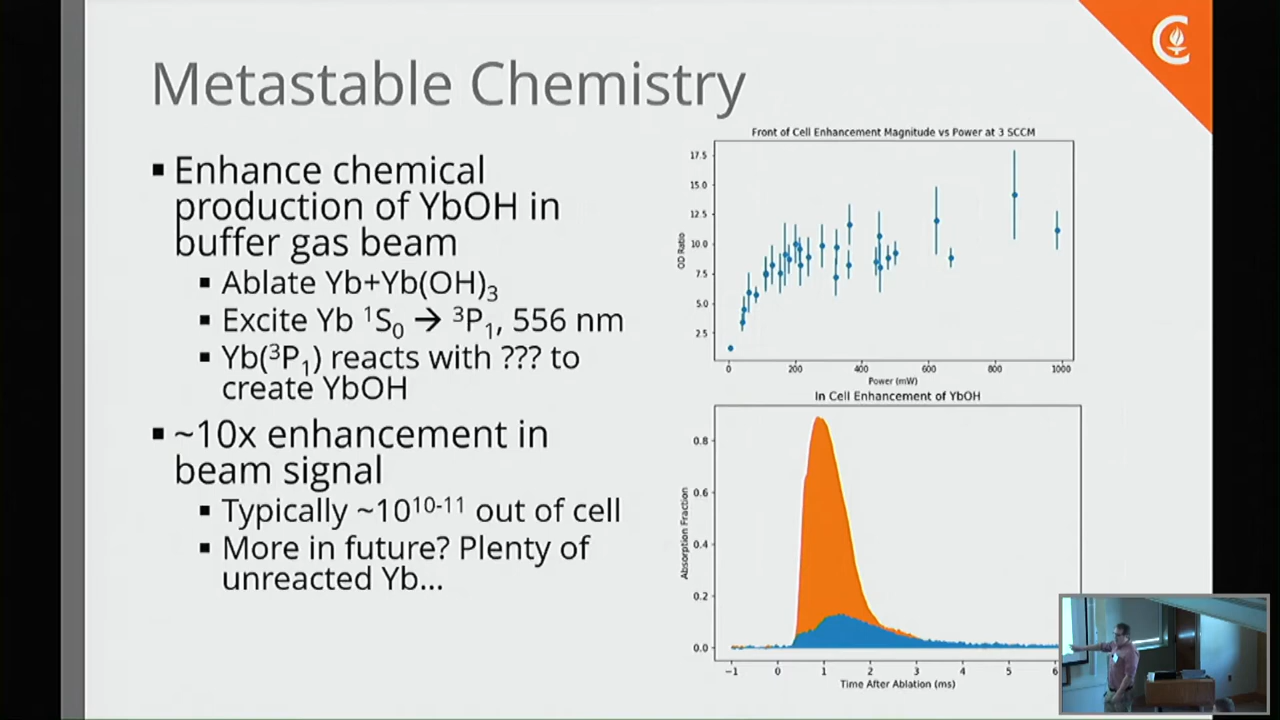 Metastable Chemistry
▪ Enhance chemical
production of YbOH in
buffer gas beam
▪ Ablate Yb+Yb(OH)₃
▪ Excite Yb ¹S₀ → ³P₁, 556 nm
▪ Yb(³P₁) reacts with ??? to
create YbOH
▪ ~10x enhancement in
beam signal
▪ Typically ~10¹⁰⁻¹¹ out of cell
▪ More in future? Plenty of
unreacted Yb...
Front of Cell Enhancement Magnitude vs Power at 3 SCCM
OD Ratio
17.5
15.0
12.5
10.0
7.5
5.0
2.5
0 200 400 600 800 1000
Power (mW)
In Cell Enhancement of YbOH
Absorption Fraction
0.8
0.6
0.4
0.2
0.0
−1 0 1 2 3 4 5 6
Time After Ablation (ms)